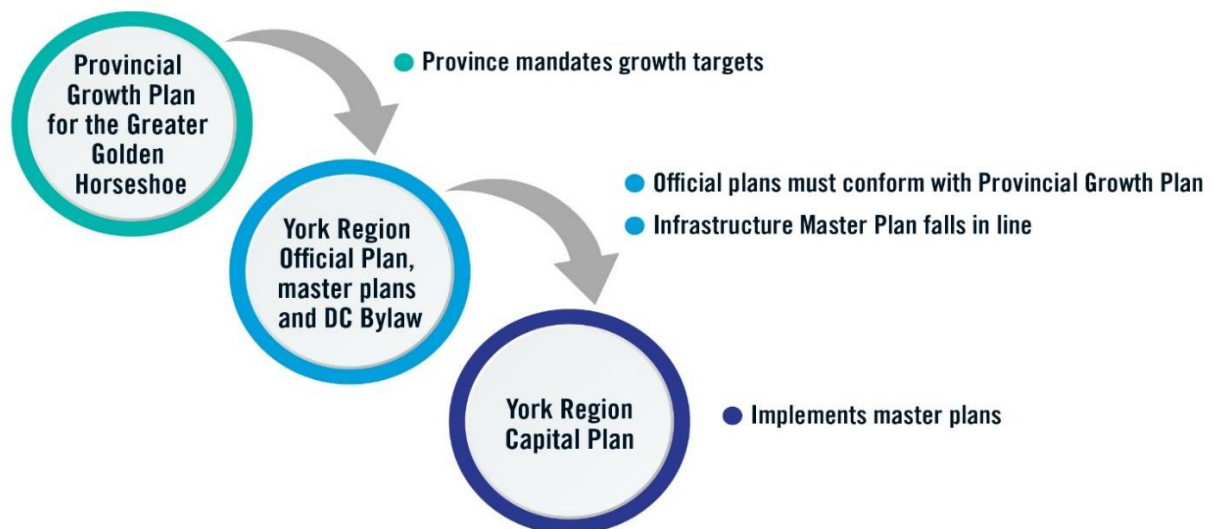 Provincial
Growth Plan
for the Greater
Golden
Horseshoe
Province mandates growth targets
York Region
Official Plan,
master plans
and DC Bylaw
Official plans must conform with Provincial Growth Plan
Infrastructure Master Plan falls in line
York Region
Capital Plan
Implements master plans